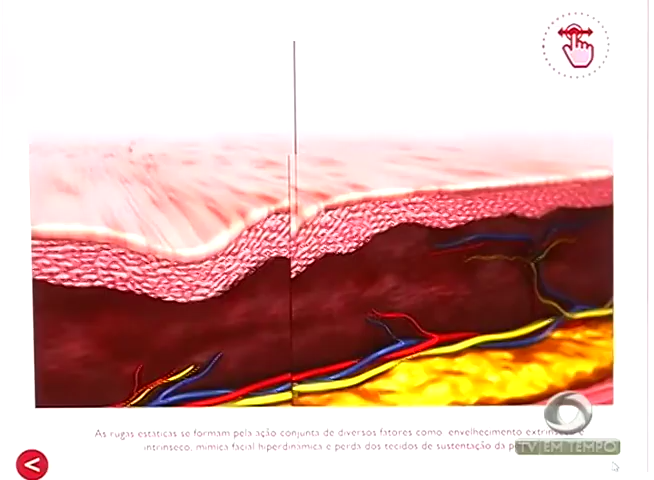 As rugas estáticas se formam pela ação conjunta de diversos fatores como envelhecimento extrínseco e
intrínseco, mímica facial hiperdinâmica e perda dos tecidos de sustentação da
TV EM TEMPO